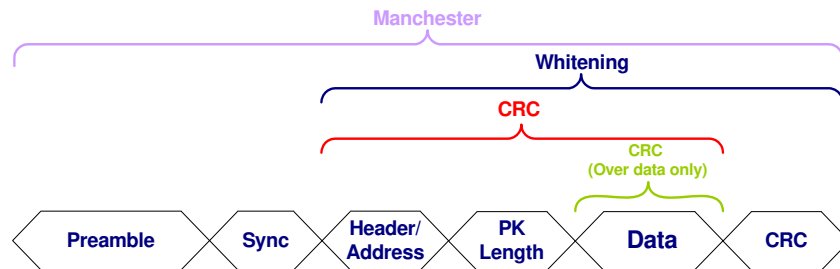 Manchester
Whitening
CRC
CRC
(Over data only)
Preamble
Sync
Header/
Address
PK
Length
Data
CRC